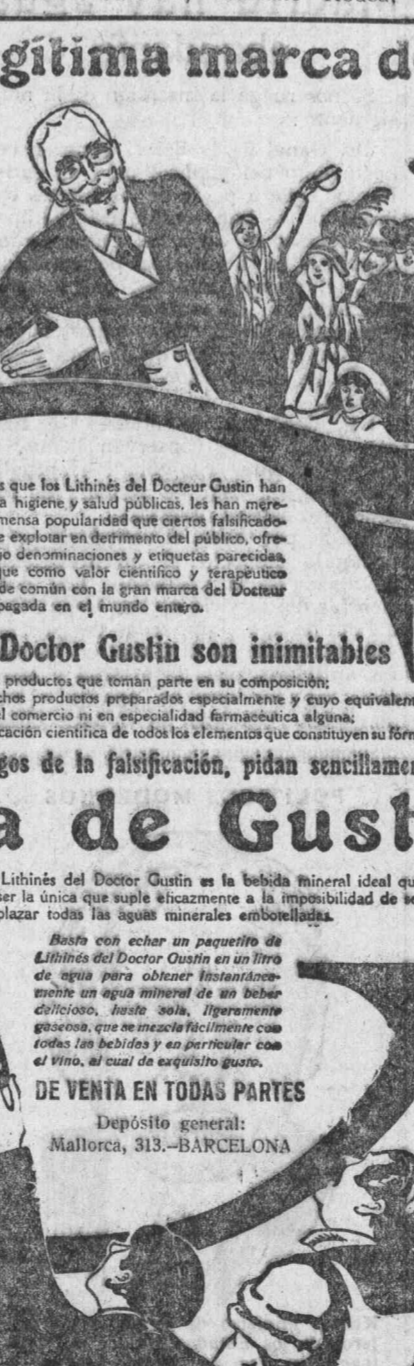 gítima marca d
s que los Lithinés del Docteur Gustin han
a higiene y salud públicas, les han mere-
mensa popularidad que ciertos falsificado-
e explotar en detrimento del público, ofre-
jo denominaciones y etiquetas parecidas,
que como valor científico y terapéutico
de común con la gran marca del Docteur
pagada en el mundo entero.
Doctor Gustin son inimitables
productos que toman parte en su composición;
chos productos preparados especialmente y cuyo equivalen
l comercio ni en especialidad farmacéutica alguna;
cación científica de todos los elementos que constituyen su fórm
gos de la falsificación, pidan sencillamen
a de Gust
Lithinés del Doctor Gustin es la bebida mineral ideal qu
ser la única que suple eficazmente a la imposibilidad de se
plazar todas las aguas minerales embotelladas.
Basta con echar un paquetito de
Lithinés del Doctor Gustin en un litro
de agua para obtener instantánea-
mente un agua mineral de un beber
delicioso, hasta sola, ligeramente
gaseosa, que se mezcla fácilmente con
todas las bebidas y en particular con
el vino, al cual da exquisito gusto.
DE VENTA EN TODAS PARTES
Depósito general:
Mallorca, 313.—BARCELONA